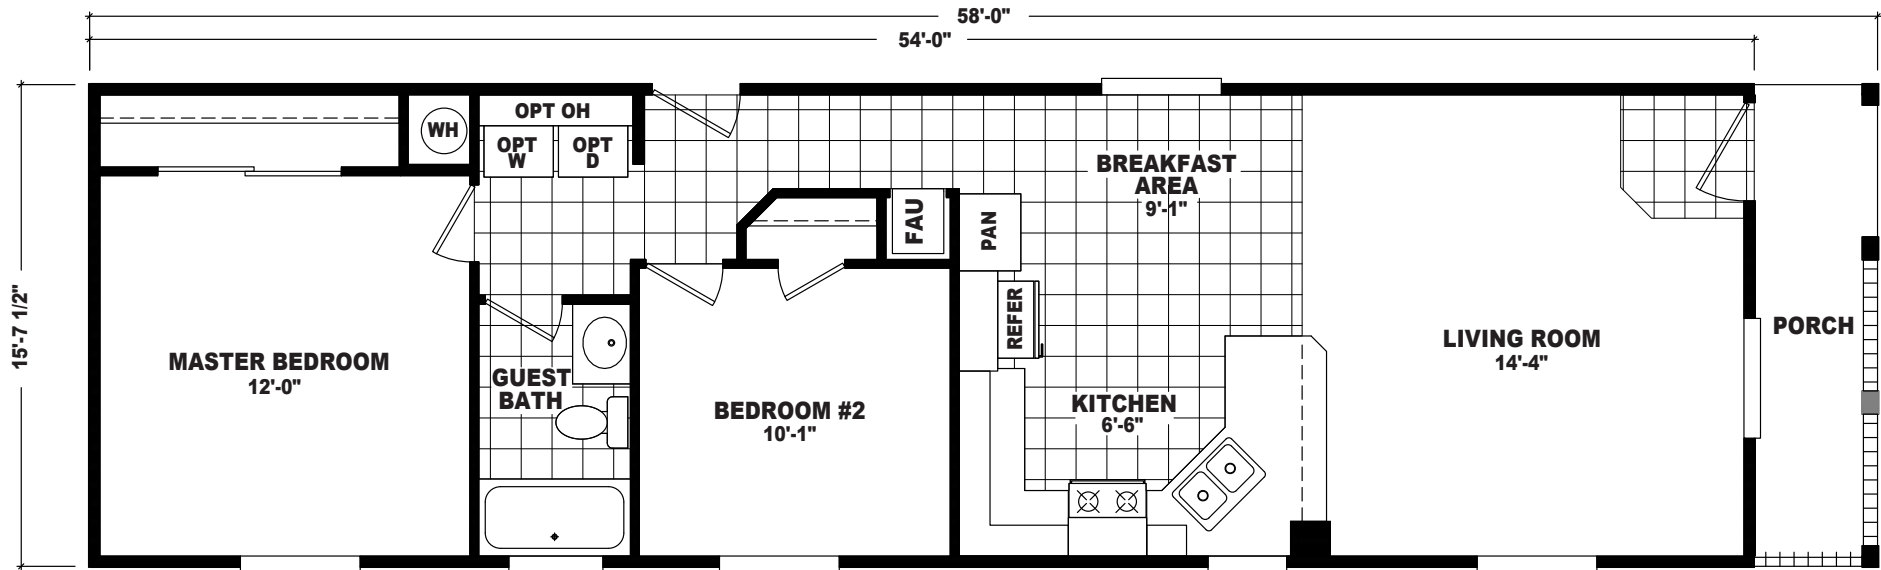 58'-0"
54'-0"
15'-7 1/2"
OPT OH
WH
OPT
W
OPT
D
BREAKFAST
AREA
9'-1"
FAU
PAN
REFER
MASTER BEDROOM
12'-0"
GUEST
BATH
BEDROOM #2
10'-1"
KITCHEN
6'-6"
LIVING ROOM
14'-4"
PORCH